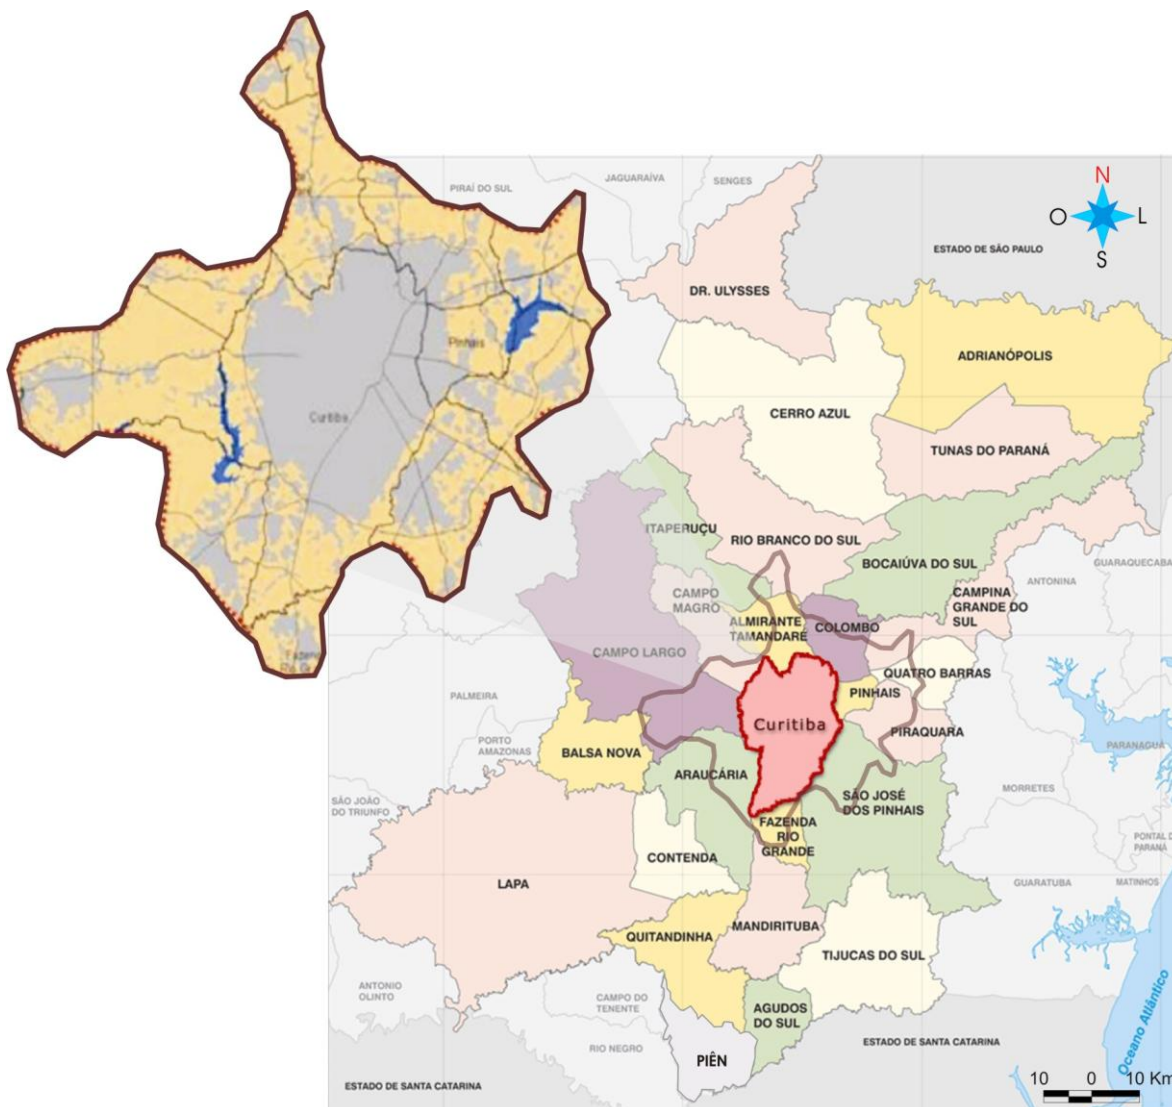 PIRAÍ DO SUL
JAGUARAÍVA
SENGES
N
O
L
S
ESTADO DE SÃO PAULO
DR. ULYSSES
Pinhais
ADRIANÓPOLIS
CERRO AZUL
Curitiba
TUNAS DO PARANÁ
ITAPERUÇU
RIO BRANCO DO SUL
BOCAIÚVA DO SUL
GUARAQUEÇABA
ANTONINA
CAMPO
MAGRO
CAMPINA
GRANDE DO
SUL
ALMIRANTE
TAMANDARÉ
COLOMBO
CAMPO LARGO
QUATRO BARRAS
PINHAIS
PALMEIRA
Curitiba
PIRAQUARA
PORTO
AMAZONAS
BALSA NOVA
PARANAGUÁ
ARAUCÁRIA
SÃO JOSÉ
DOS PINHAIS
MORRETES
SÃO JOÃO
DO TRIUNFO
FAZENDA
RIO
GRANDE
PONTAL D
PARANÁ
CONTENDA
LAPA
GUARATUBA
MATINHOS
MANDIRITUBA
QUITANDINHA
TIJUCAS DO SUL
ANTONIO
OLINTO
CAMPO DO
TENENTE
AGUDOS
DO SUL
Oceano Atlântico
RIO NEGRO
PIÊN
ESTADO DE SANTA CATARINA
ESTADO DE SANTA CATARINA
10 0 10 Km